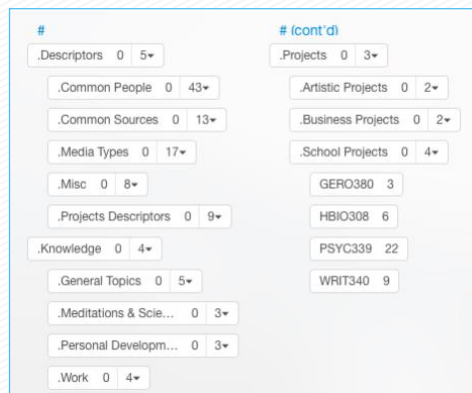 #
.Descriptors 0 5
.Common People 0 43
.Common Sources 0 13
.Media Types 0 17
.Misc 0 8
.Projects Descriptors 0 9
.Knowledge 0 4
.General Topics 0 5
.Meditations & Scie... 0 3
.Personal Developm... 0 3
.Work 0 4
# (cont'd)
.Projects 0 3
.Artistic Projects 0 2
.Business Projects 0 2
.School Projects 0 4
GERO380 3
HBIO308 6
PSYC339 22
WRIT340 9